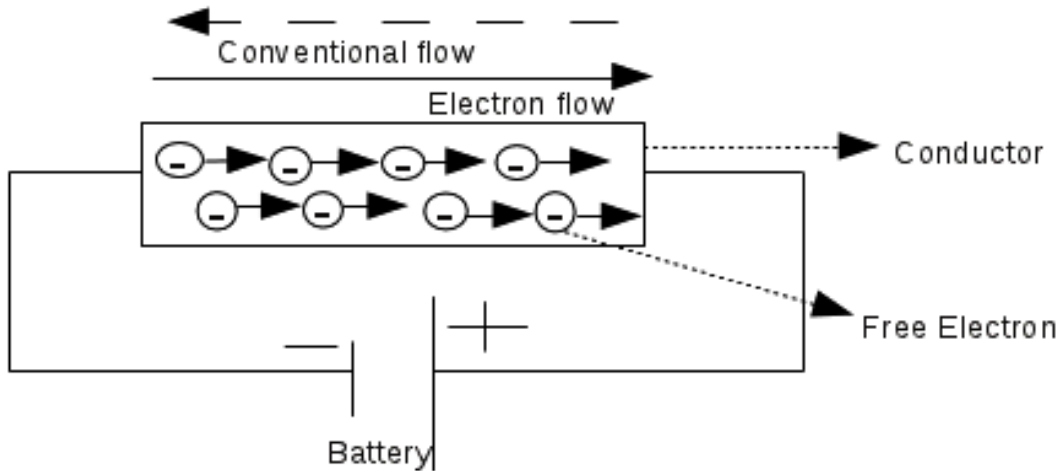 Conventional flow
Electron flow
Conductor
- - - -
- - - -
Free Electron
− +
Battery